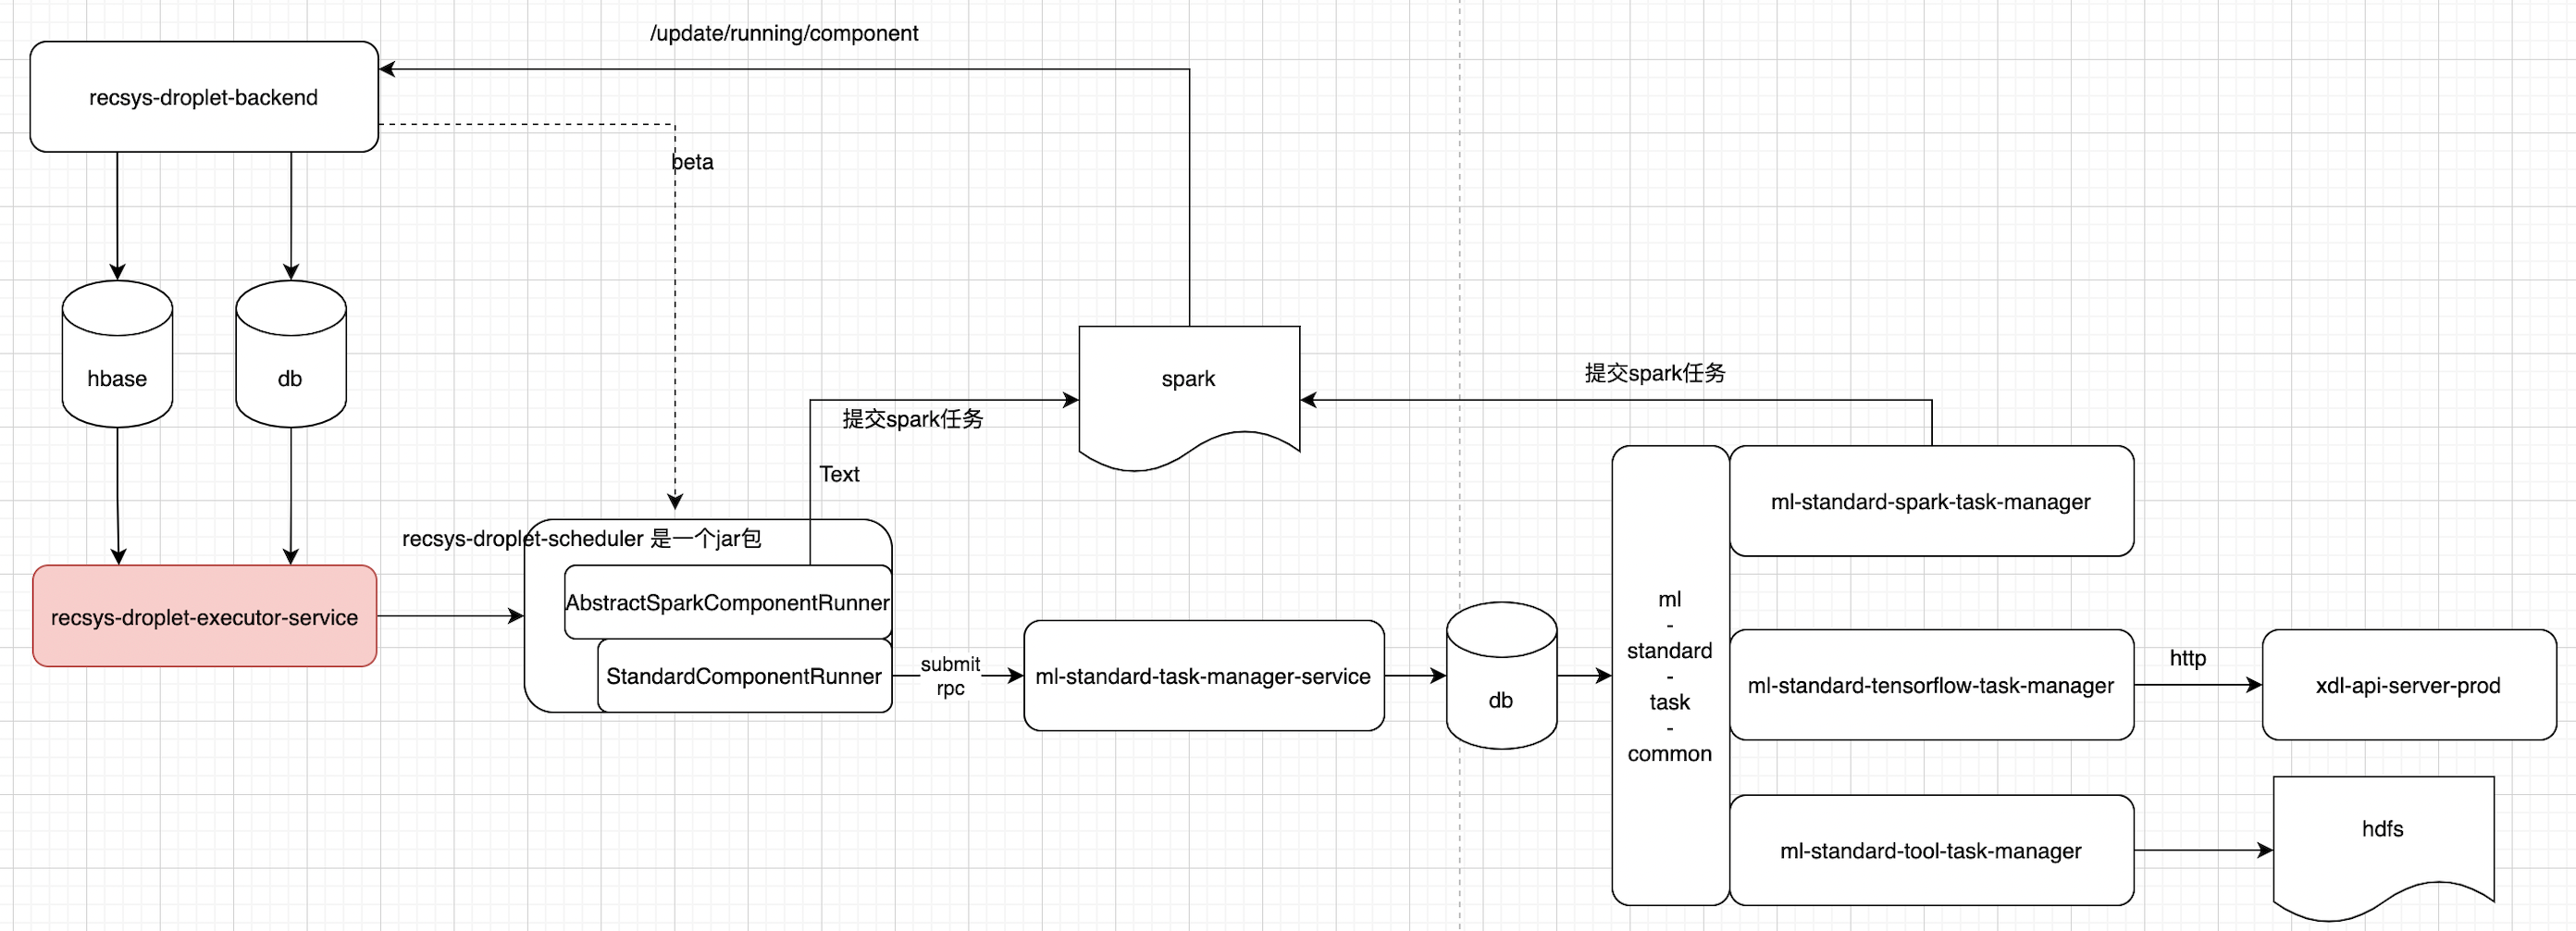 /update/running/component
recsys-droplet-backend
beta
hbase
db
spark
提交spark任务
提交spark任务
Text
recsys-droplet-scheduler 是一个jar包
AbstractSparkComponentRunner
recsys-droplet-executor-service
StandardComponentRunner
submit
rpc
ml-standard-task-manager-service
db
ml
-
standard
-
task
-
common
ml-standard-spark-task-manager
ml-standard-tensorflow-task-manager
http
xdl-api-server-prod
ml-standard-tool-task-manager
hdfs